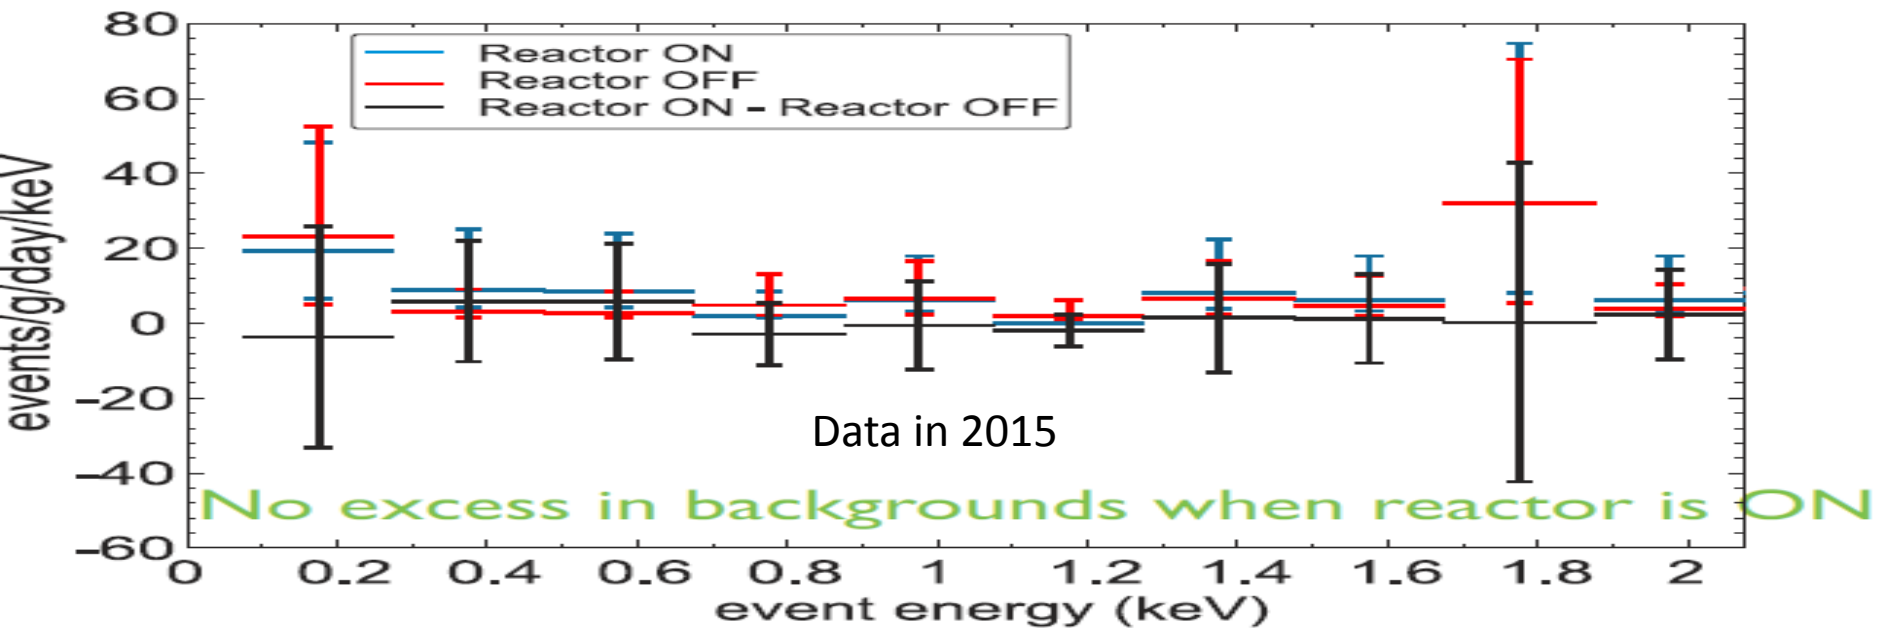 80
60
40
20
0
–20
–40
–60
events/g/day/keV
Reactor ON
Reactor OFF
Reactor ON - Reactor OFF
Data in 2015
No excess in backgrounds when reactor is ON
0 0.2 0.4 0.6 0.8 1 1.2 1.4 1.6 1.8 2
event energy (keV)